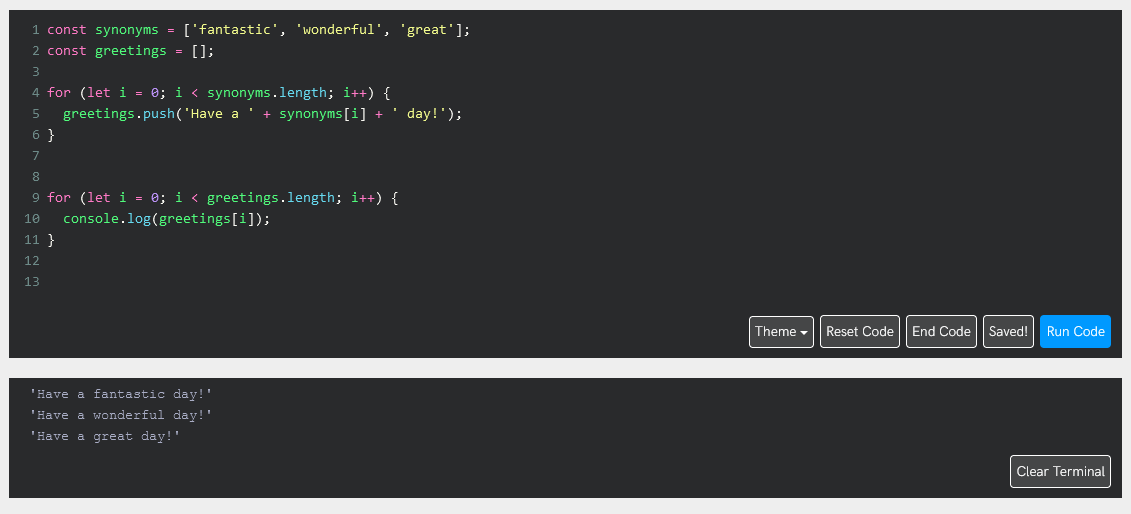 1 const synonyms = ['fantastic', 'wonderful', 'great'];
2 const greetings = [];
3
4 for (let i = 0; i < synonyms.length; i++) {
5   greetings.push('Have a ' + synonyms[i] + ' day!');
6 }
7
8
9 for (let i = 0; i < greetings.length; i++) {
10   console.log(greetings[i]);
11 }
12
13
Theme Reset Code End Code Saved! Run Code
'Have a fantastic day!'
'Have a wonderful day!'
'Have a great day!'
Clear Terminal